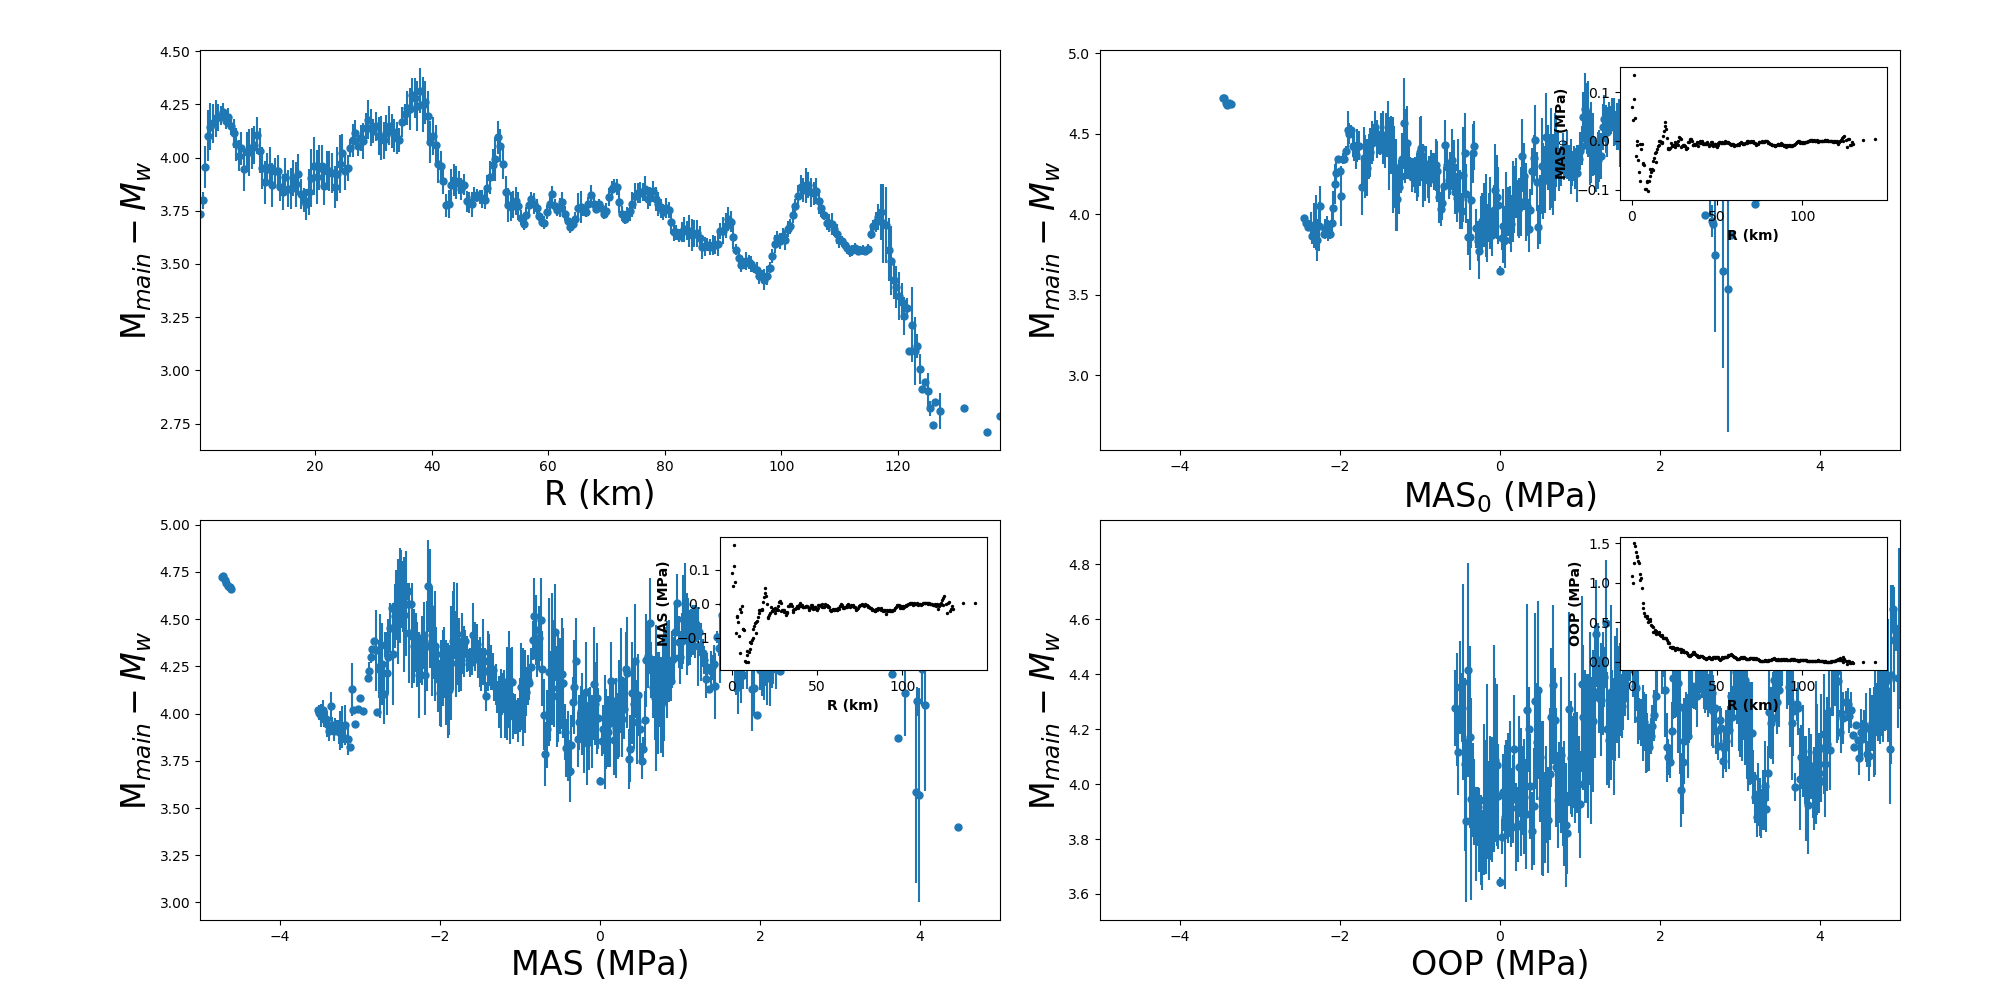 4.50
4.25
4.00
3.75
3.50
3.25
3.00
2.75
M_main − M_w
20 40 60 80 100 120
R (km)
5.0
4.5
4.0
3.5
3.0
M_main − M_w
−4 −2 0 2 4
MAS_0 (MPa)
0.1
0.0
−0.1
MAS_0 (MPa)
0 50 100
R (km)
5.00
4.75
4.50
4.25
4.00
3.75
3.50
3.25
3.00
M_main − M_w
−4 −2 0 2 4
MAS (MPa)
0.1
0.0
−0.1
MAS (MPa)
0 50 100
R (km)
4.8
4.6
4.4
4.2
4.0
3.8
3.6
M_main − M_w
−4 −2 0 2 4
OOP (MPa)
1.5
1.0
0.5
0.0
OOP (MPa)
0 50 100
R (km)